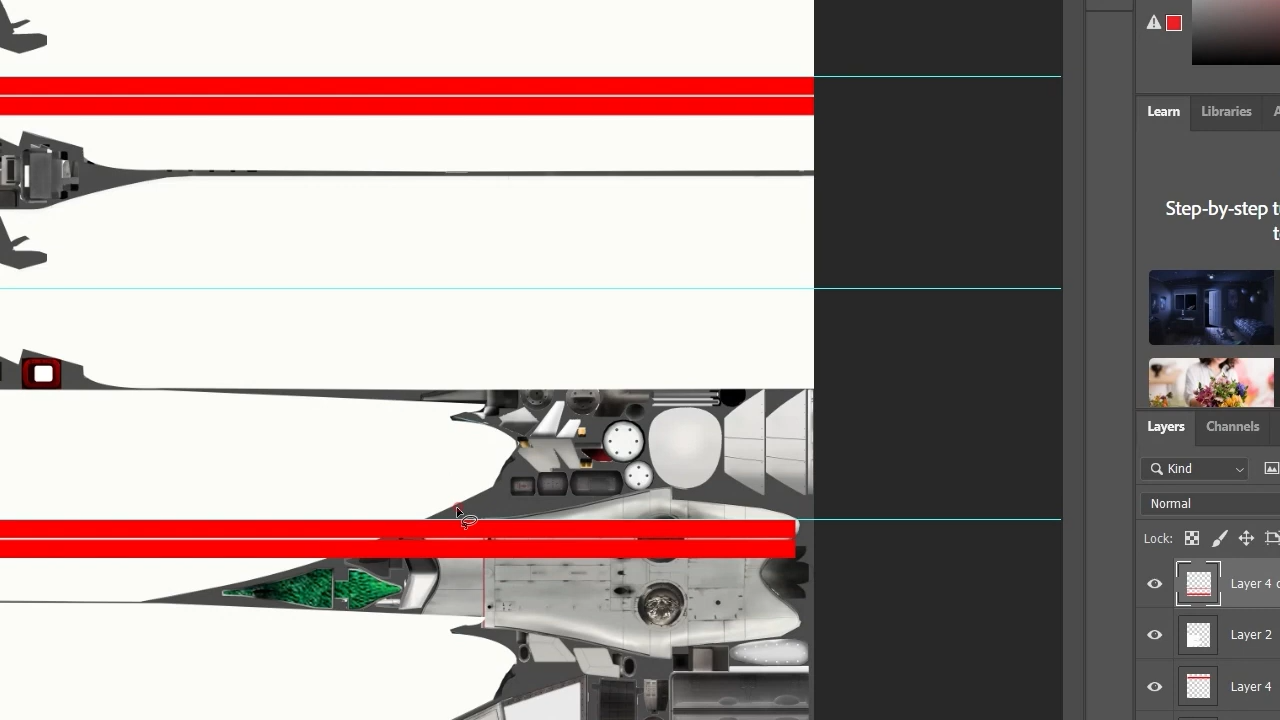 Learn
Libraries
Step-by-step
Layers
Channels
Kind
Normal
Lock:
Layer 4
Layer 2
Layer 4